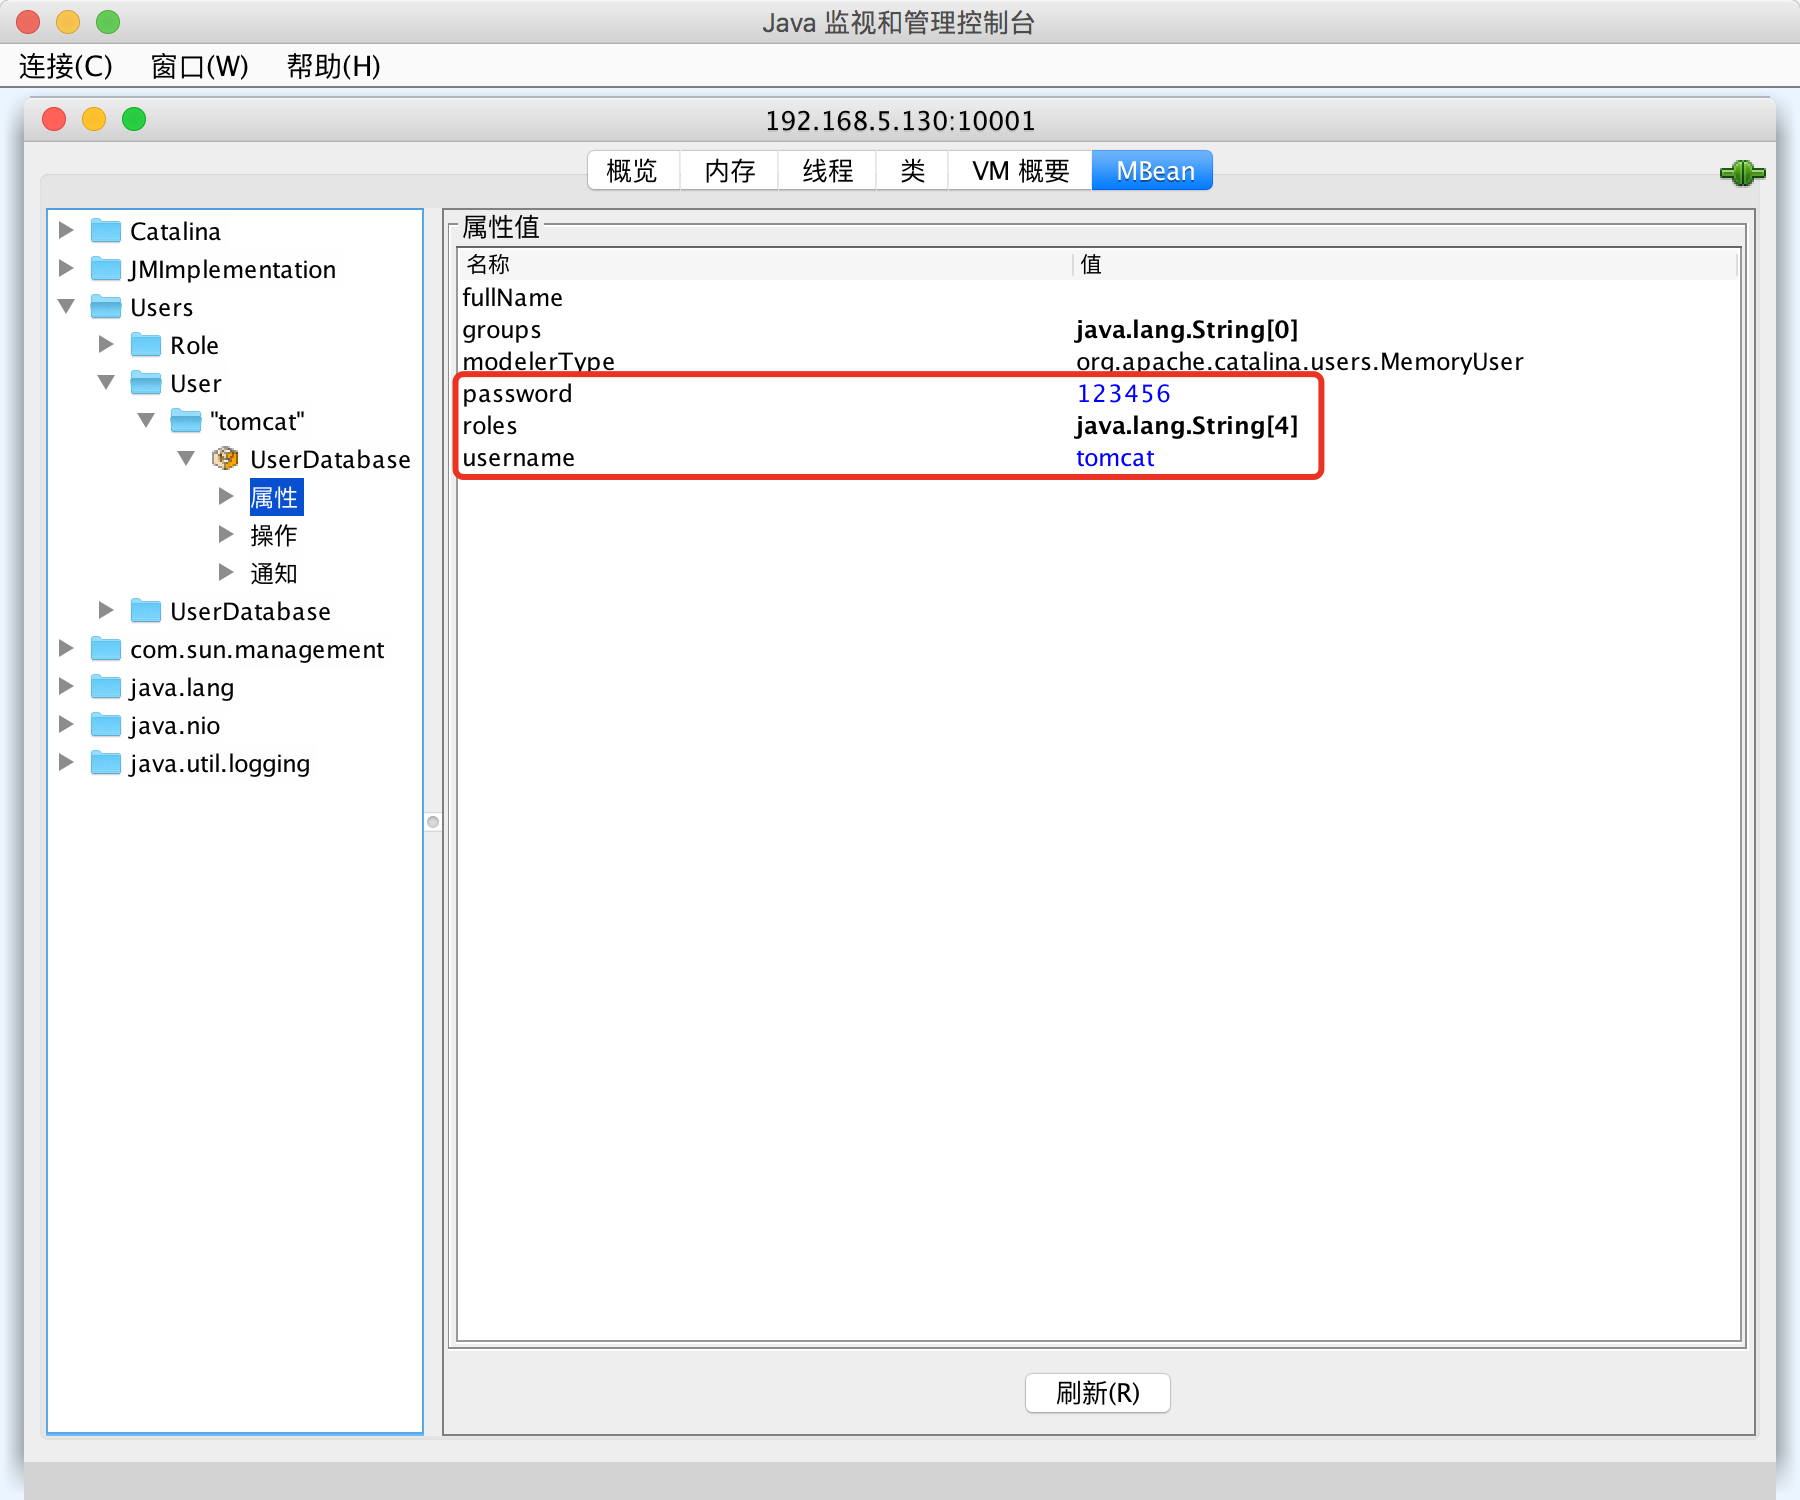 Java 监视和管理控制台
连接(C) 窗口(W) 帮助(H)
192.168.5.130:10001
概览 内存 线程 类 VM 概要 MBean
Catalina
JMImplementation
Users
Role
User
"tomcat"
UserDatabase
属性
操作
通知
UserDatabase
com.sun.management
java.lang
java.nio
java.util.logging
属性值
名称 值
fullName
groups java.lang.String[0]
modelerType org.apache.catalina.users.MemoryUser
password 123456
roles java.lang.String[4]
username tomcat
刷新(R)